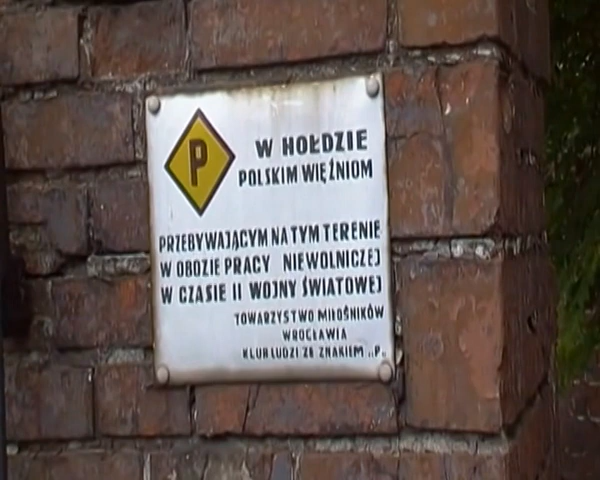 P
W HOŁDZIE
POLSKIM WIĘŹNIOM
PRZEBYWAJĄCYM NA TYM TERENIE
W OBOZIE PRACY NIEWOLNICZEJ
W CZASIE II WOJNY ŚWIATOWEJ
TOWARZYSTWO MIŁOŚNIKÓW
WROCŁAWIA
KLUB LUDZI ZE ZNAKIEM „P"